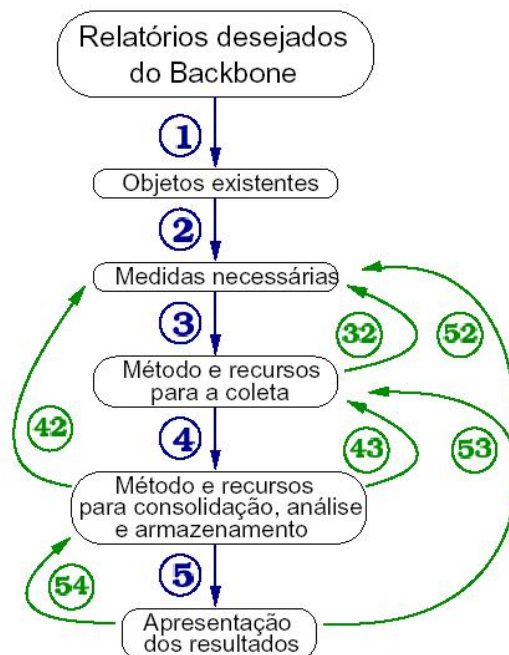 Relatórios desejados
do Backbone
1
Objetos existentes
2
Medidas necessárias
3
32
52
Método e recursos
para a coleta
42
4
43
53
Método e recursos
para consolidação, análise
e armazenamento
54
5
Apresentação
dos resultados